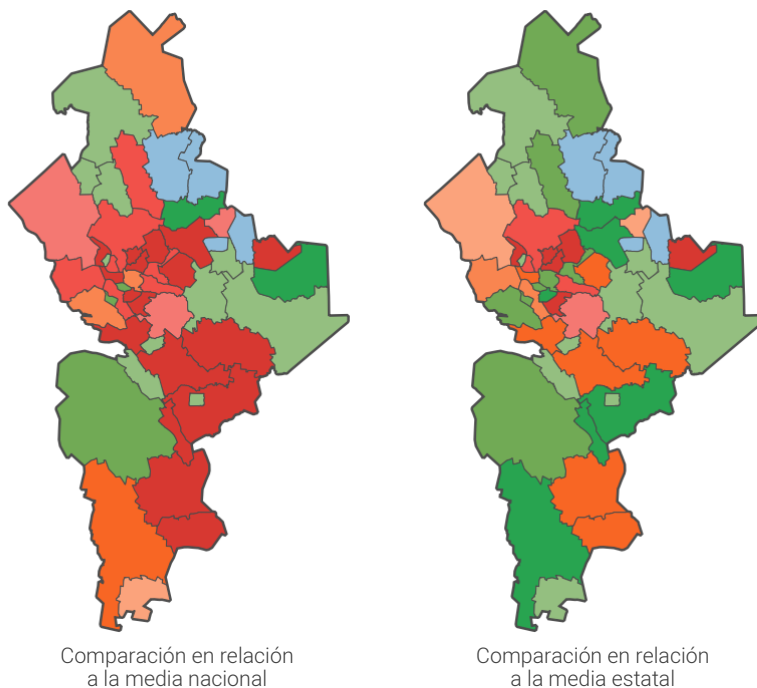 Comparación en relación
a la media nacional
Comparación en relación
a la media estatal